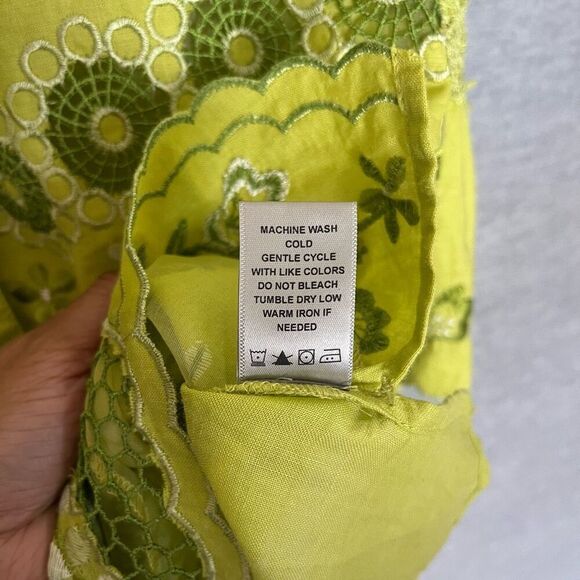 MACHINE WASH
COLD
GENTLE CYCLE
WITH LIKE COLORS
DO NOT BLEACH
TUMBLE DRY LOW
WARM IRON IF
NEEDED